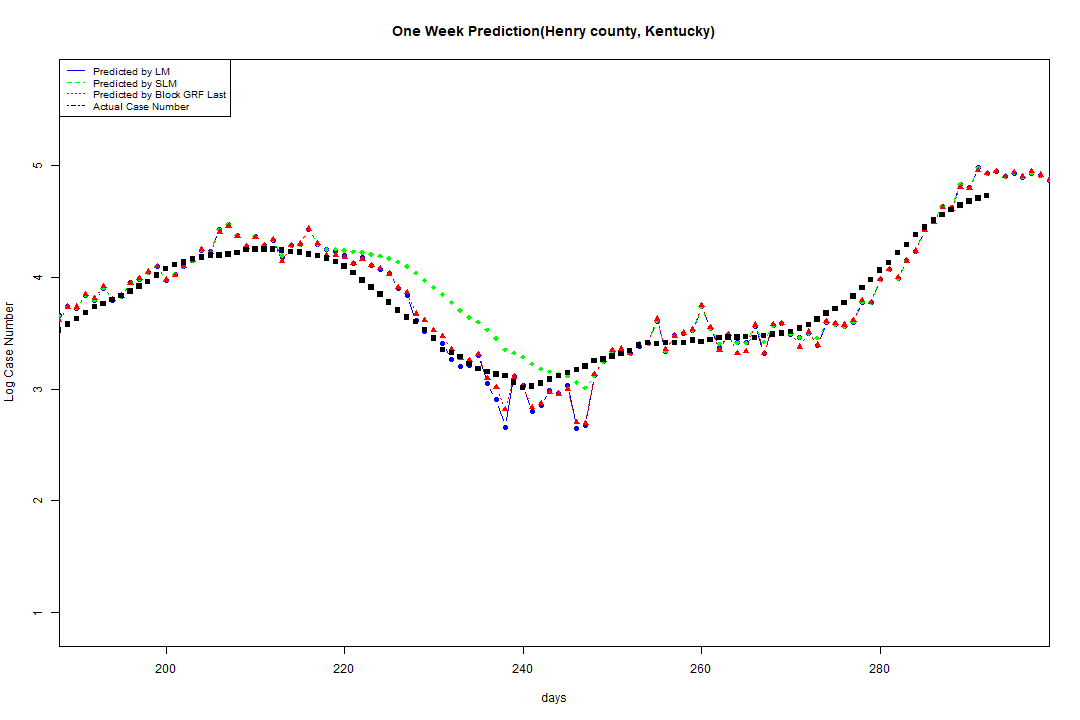 One Week Prediction(Henry county, Kentucky)
Predicted by LM
Predicted by SLM
Predicted by Block GRF Last
Actual Case Number
5
4
3
2
1
Log Case Number
200 220 240 260 280
days